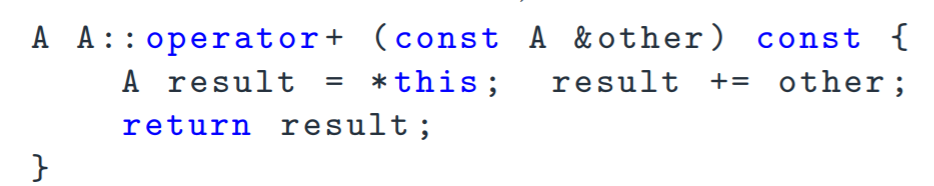 A A::operator+ (const A &other) const {
    A result = *this;  result += other;
    return result;
}